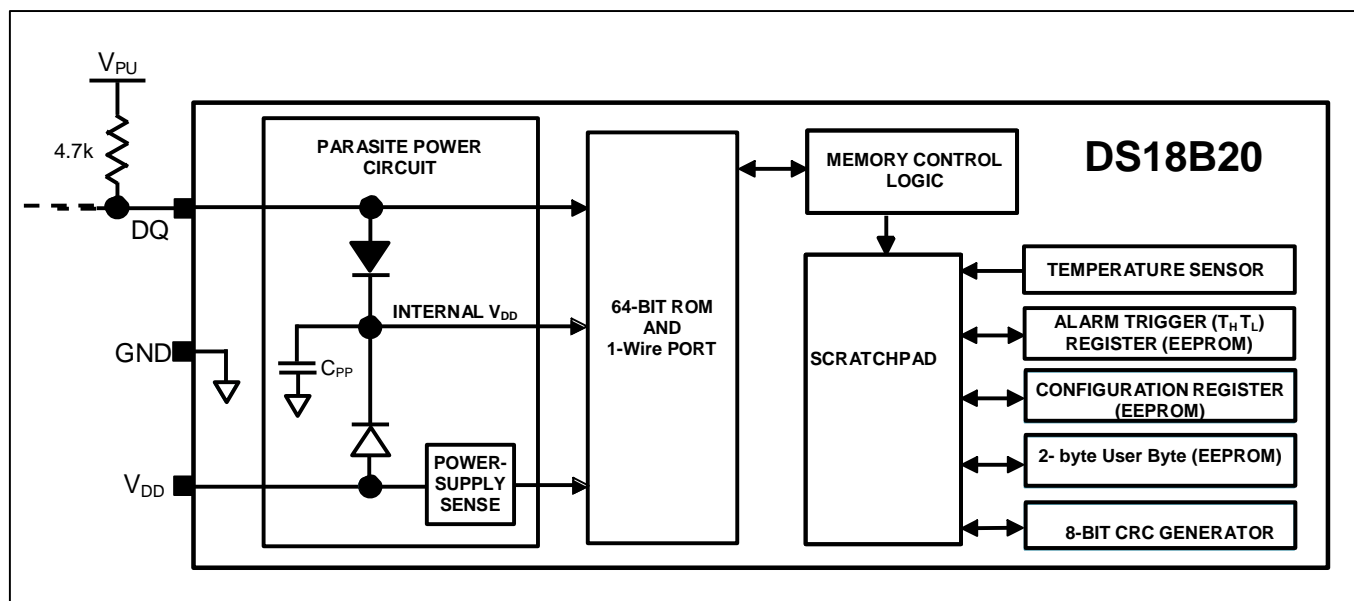 V_PU
4.7k
DQ
GND
V_DD
PARASITE POWER
CIRCUIT
INTERNAL V_DD
C_PP
POWER-
SUPPLY
SENSE
64-BIT ROM
AND
1-Wire PORT
MEMORY CONTROL
LOGIC
DS18B20
SCRATCHPAD
TEMPERATURE SENSOR
ALARM TRIGGER (T_H T_L)
REGISTER (EEPROM)
CONFIGURATION REGISTER
(EEPROM)
2- byte User Byte (EEPROM)
8-BIT CRC GENERATOR